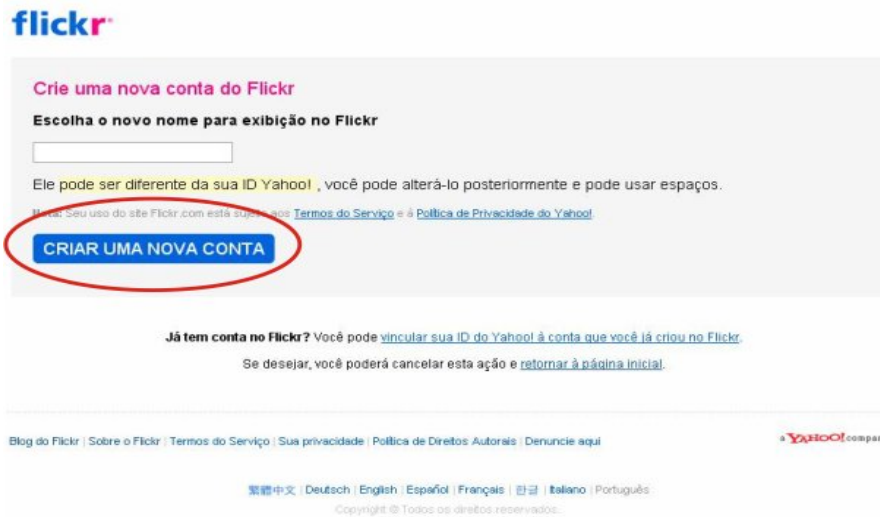 flickr
Crie uma nova conta do Flickr
Escolha o novo nome para exibição no Flickr
Ele pode ser diferente da sua ID Yahoo! , você pode alterá-lo posteriormente e pode usar espaços.
Nota: Seu uso do site Flickr.com está sujeito aos Termos do Serviço e à Política de Privacidade do Yahoo!.
CRIAR UMA NOVA CONTA
Já tem conta no Flickr? Você pode vincular sua ID do Yahoo! à conta que você já criou no Flickr.
Se desejar, você poderá cancelar esta ação e retornar à página inicial.
Blog do Flickr | Sobre o Flickr | Termos do Serviço | Sua privacidade | Política de Direitos Autorais | Denuncie aqui
a YAHOO! compa
繁體中文 | Deutsch | English | Español | Français | 한글 | Italiano | Português
Copyright © Todos os direitos reservados.